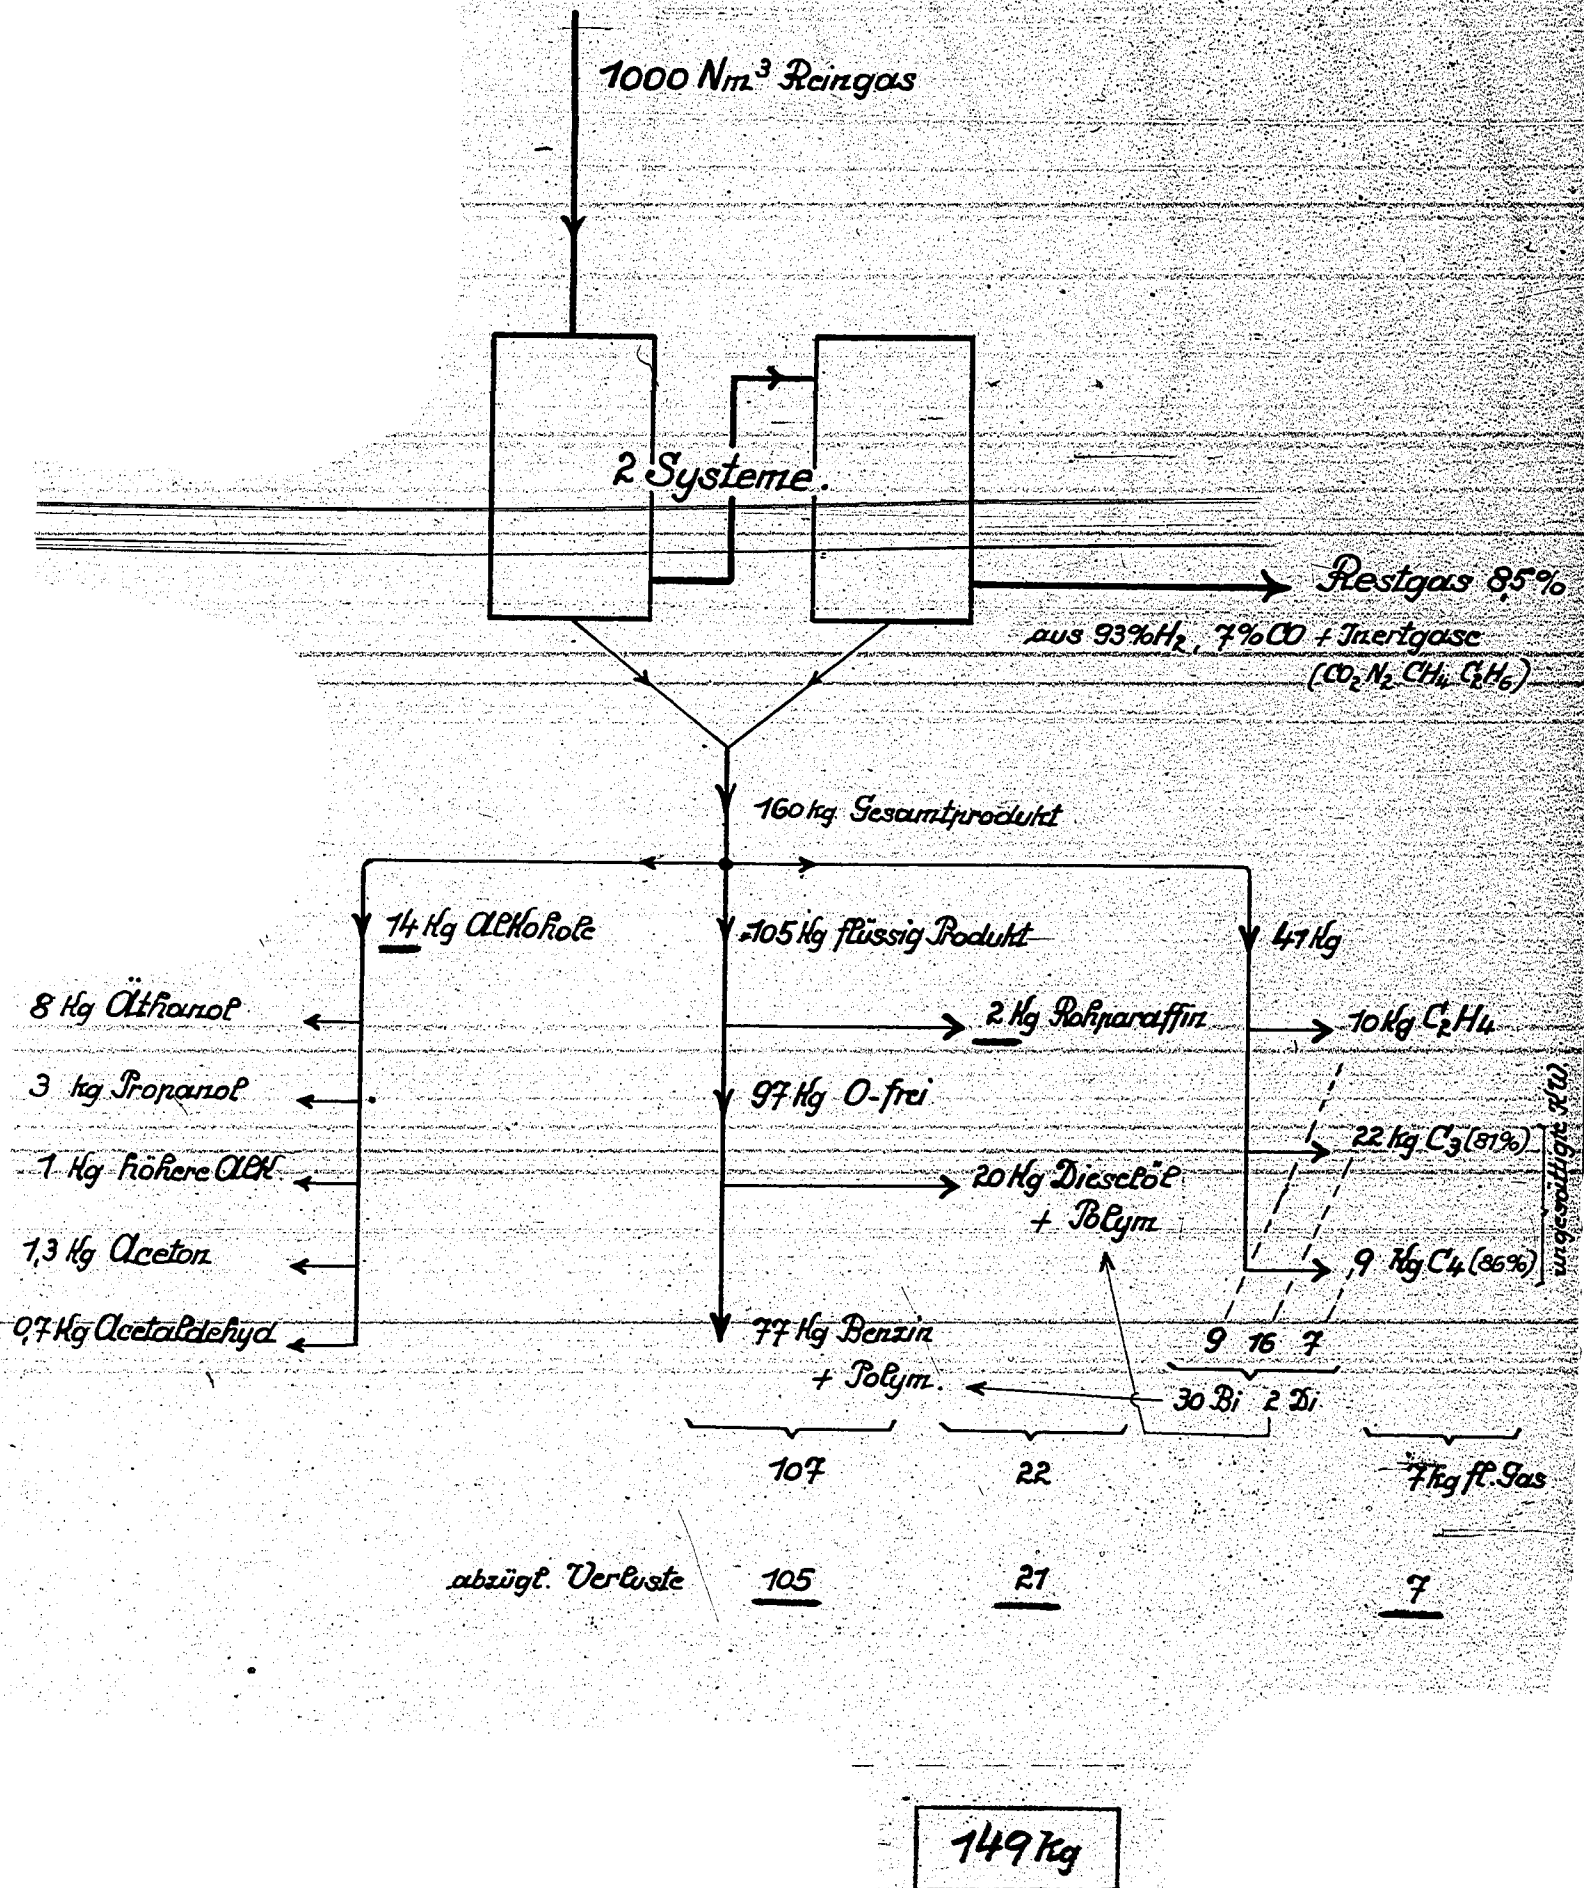 1000 Nm³ Reingas
2 Systeme.
Restgas 8,5%
aus 93% H₂, 7% CO + Inertgase
(CO₂ N₂ CH₄ C₂H₆)
160 kg Gesamtprodukt
14 Kg Alkohole
105 Kg flüssig Produkt
41 Kg
8 Kg Äthanol
3 kg Propanol
1 Kg höhere Alk
1,3 Kg Aceton
0,7 Kg Acetaldehyd
2 Kg Rohparaffin
97 Kg O-frei
20 Kg Dieselöl
+ Polym
77 Kg Benzin
+ Polym.
10 Kg C₂H₄
22 kg C₃ (81%)
9 Kg C₄ (86%)
ungesättigte KW.
9 16 7
30 Bi 2 Di
107
22
7 kg fl. Gas
abzügl. Verluste 105 21 7
149 Kg